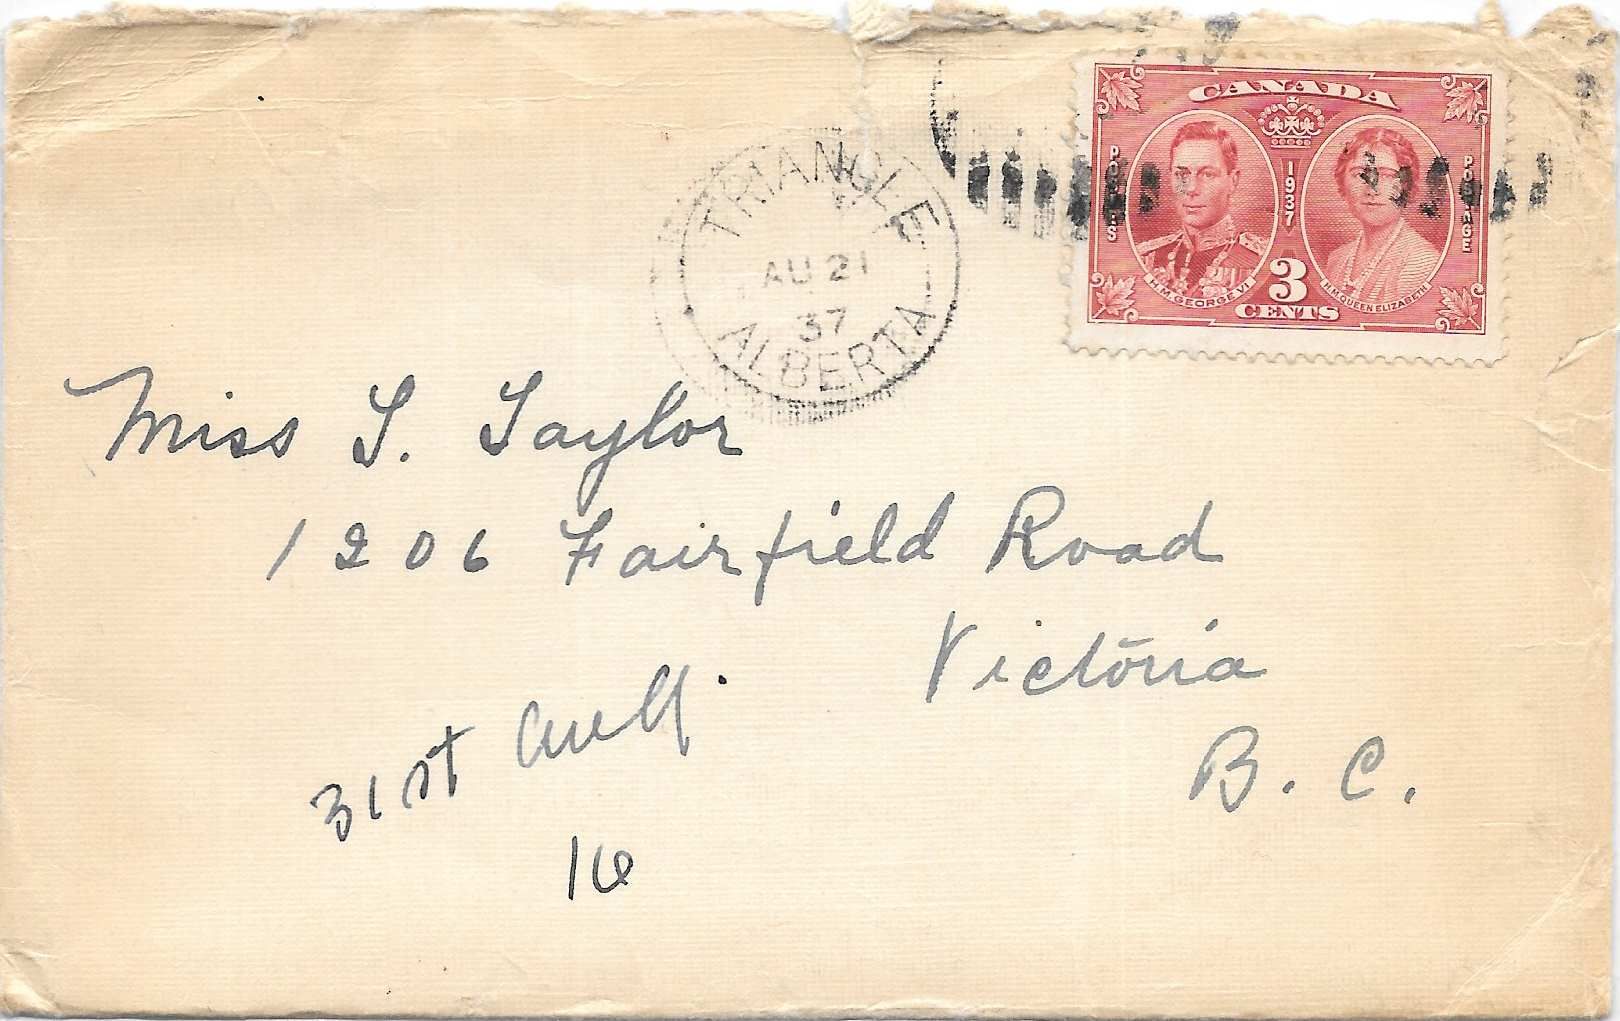 CANADA
POSTES 1937 POSTAGE
H.M. GEORGE VI H.M. QUEEN ELIZABETH
3
CENTS
TRIANGLE
AU 21
37
ALBERTA
Miss T. Taylor
1206 Fairfield Road
Victoria
B. C.
31st
16